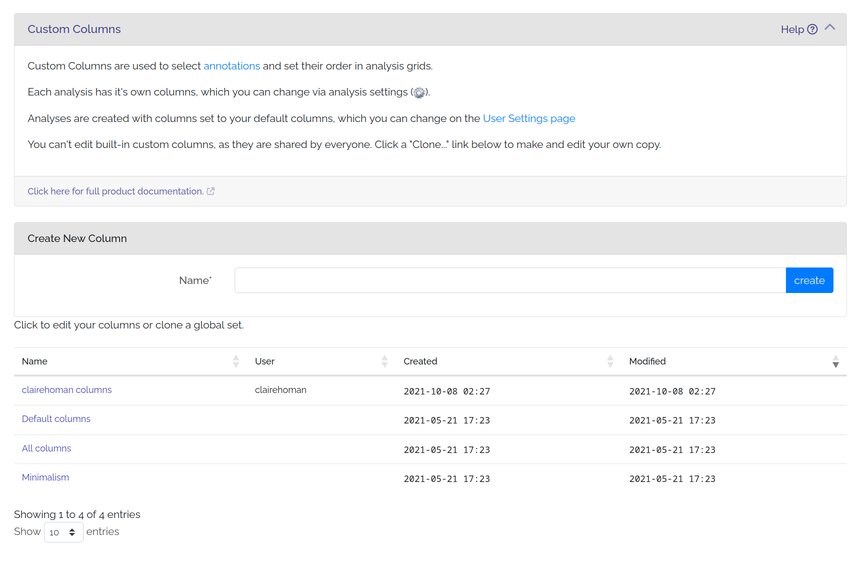 Custom Columns
Help
Custom Columns are used to select annotations and set their order in analysis grids.
Each analysis has it's own columns, which you can change via analysis settings ( ).
Analyses are created with columns set to your default columns, which you can change on the User Settings page
You can't edit built-in custom columns, as they are shared by everyone. Click a "Clone..." link below to make and edit your own copy.
Click here for full product documentation.
Create New Column
Name*
create
Click to edit your columns or clone a global set.
Name User Created Modified
clairehoman columns clairehoman 2021-10-08 02:27 2021-10-08 02:27
Default columns 2021-05-21 17:23 2021-05-21 17:23
All columns 2021-05-21 17:23 2021-05-21 17:23
Minimalism 2021-05-21 17:23 2021-05-21 17:23
Showing 1 to 4 of 4 entries
Show 10 entries